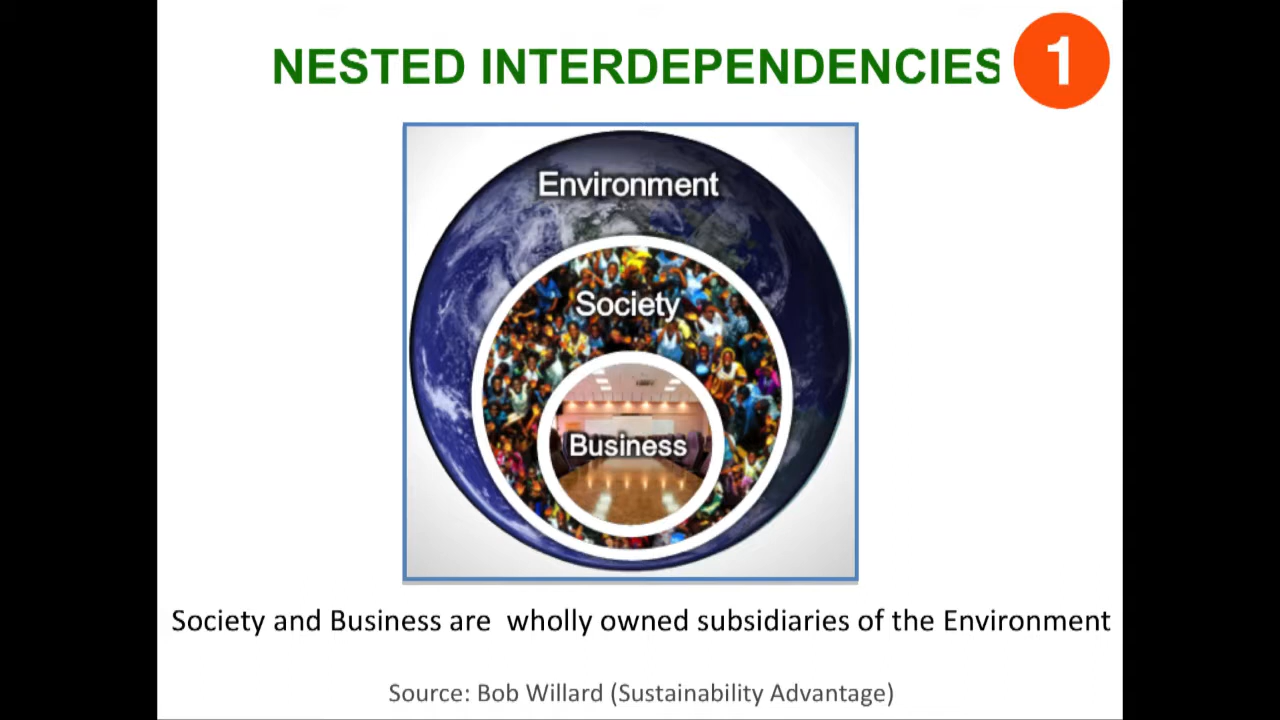 NESTED INTERDEPENDENCIES 1
Environment
Society
Business
Society and Business are  wholly owned subsidiaries of the Environment
Source: Bob Willard (Sustainability Advantage)